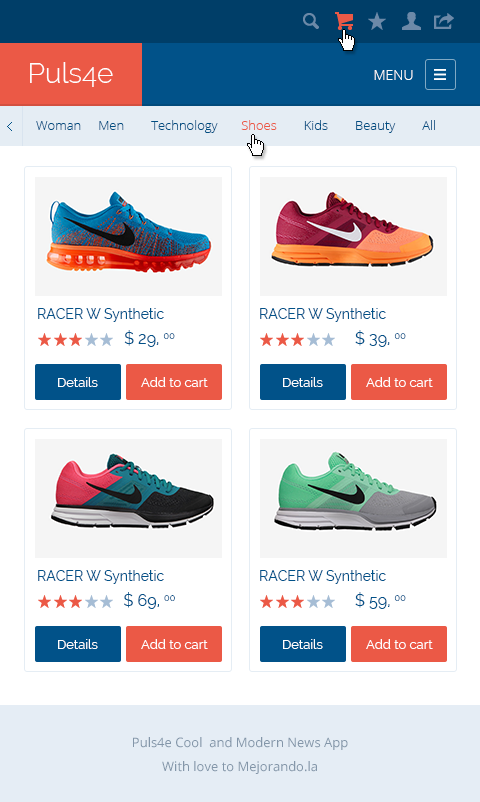 Puls4e
MENU
Woman Men Technology Shoes Kids Beauty All
RACER W Synthetic
$ 29, 00
Details Add to cart
RACER W Synthetic
$ 39, 00
Details Add to cart
RACER W Synthetic
$ 69, 00
Details Add to cart
RACER W Synthetic
$ 59, 00
Details Add to cart
Puls4e Cool and Modern News App
With love to Mejorando.la